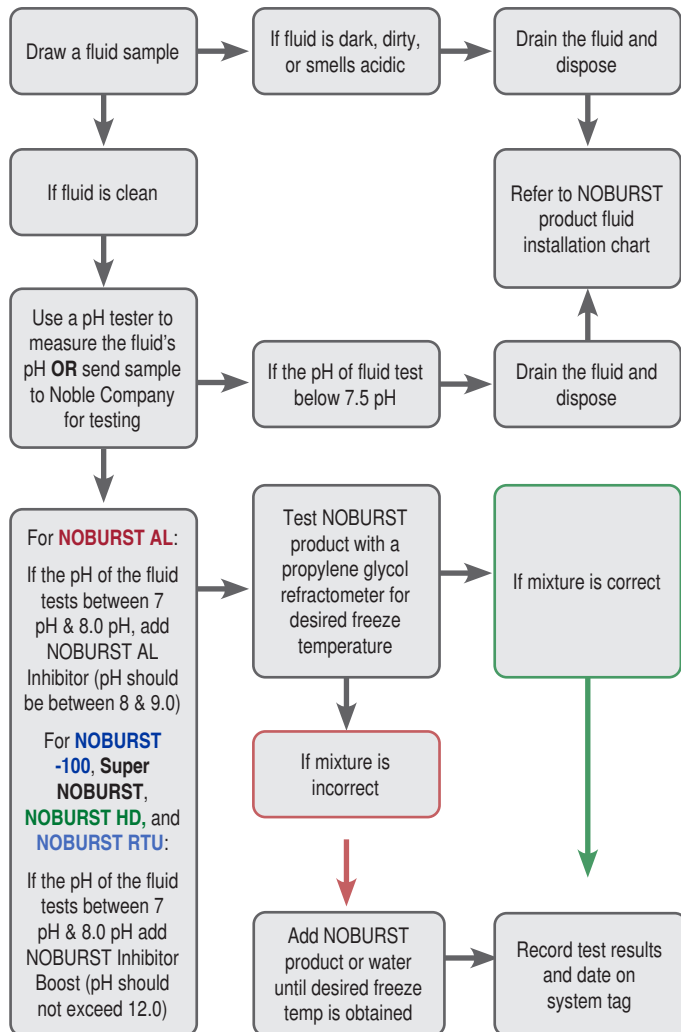 Draw a fluid sample
If fluid is dark, dirty,
or smells acidic
Drain the fluid and
dispose
If fluid is clean
Refer to NOBURST
product fluid
installation chart
Use a pH tester to
measure the fluid's
pH OR send sample
to Noble Company
for testing
If the pH of fluid test
below 7.5 pH
Drain the fluid and
dispose
For NOBURST AL:
If the pH of the fluid
tests between 7
pH & 8.0 pH, add
NOBURST AL
Inhibitor (pH should
be between 8 & 9.0)
For NOBURST
-100, Super
NOBURST,
NOBURST HD, and
NOBURST RTU:
If the pH of the fluid
tests between 7
pH & 8.0 pH add
NOBURST Inhibitor
Boost (pH should
not exceed 12.0)
Test NOBURST
product with a
propylene glycol
refractometer for
desired freeze
temperature
If mixture is correct
If mixture is
incorrect
Add NOBURST
product or water
until desired freeze
temp is obtained
Record test results
and date on
system tag